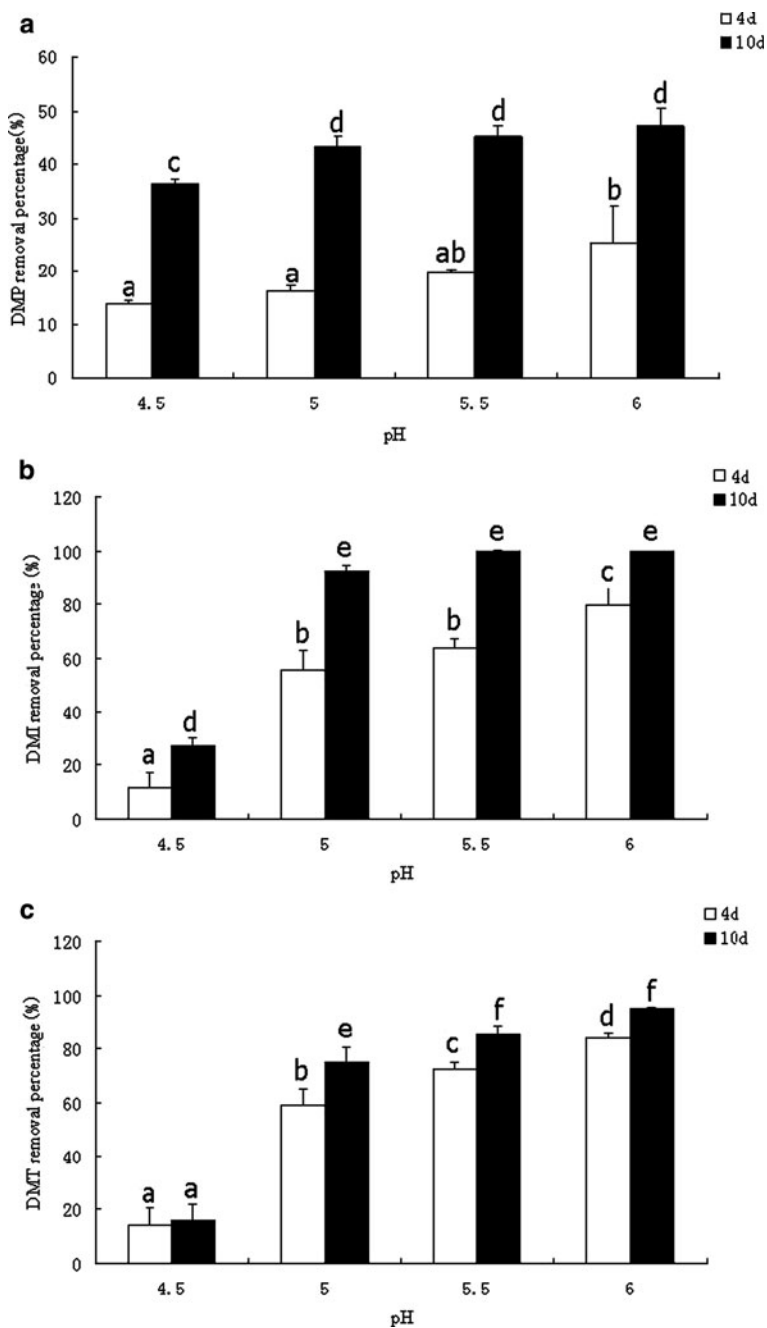 a
4d
10d
60
50
40
30
20
10
0
DMP removal percentage(%)
a c a d ab d b d
4.5 5 5.5 6
pH
b
4d
10d
120
100
80
60
40
20
0
DMI removal percentage (%)
a d b e b e c e
4.5 5 5.5 6
pH
c
4d
10d
120
100
80
60
40
20
0
DMT removal percentage (%)
a a b e c f d f
4.5 5 5.5 6
pH